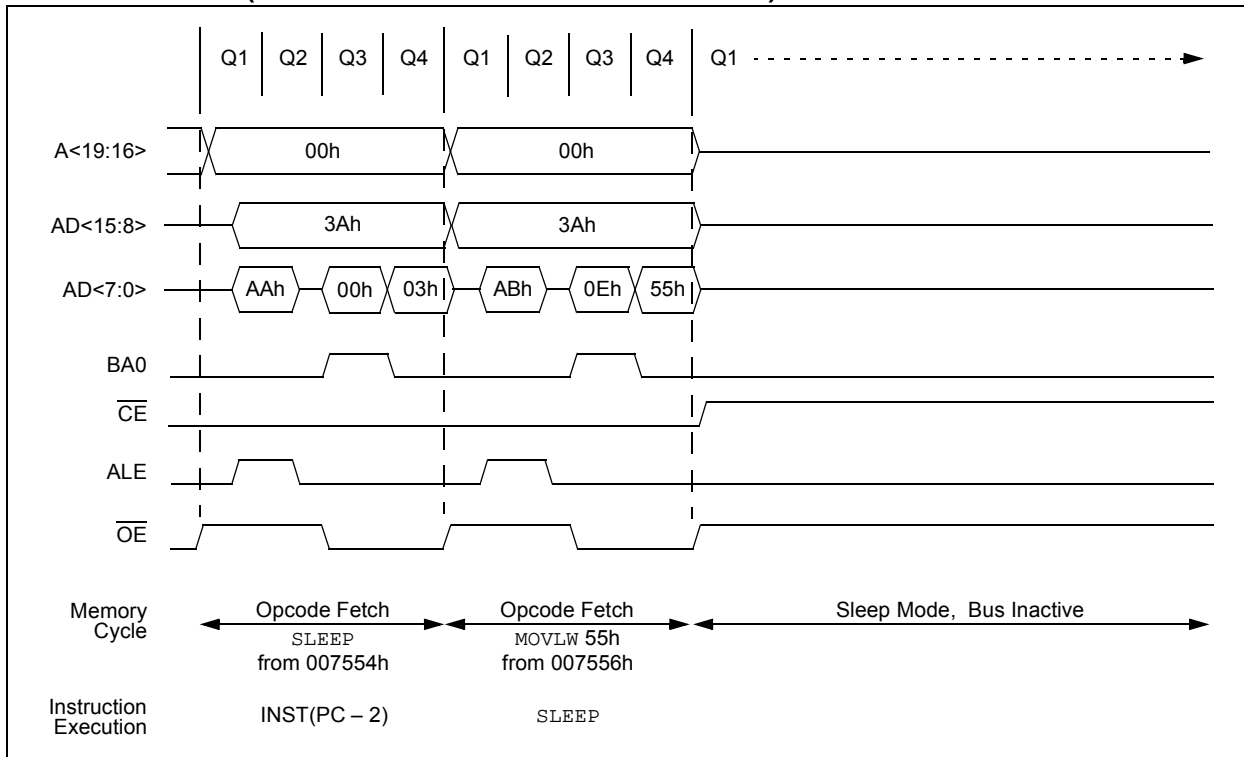 Q1 Q2 Q3 Q4 Q1 Q2 Q3 Q4 Q1
A<19:16> 00h 00h
AD<15:8> 3Ah 3Ah
AD<7:0> AAh 00h 03h ABh 0Eh 55h
BA0
CE
ALE
OE
Memory Cycle
Opcode Fetch
SLEEP
from 007554h
Opcode Fetch
MOVLW 55h
from 007556h
Sleep Mode, Bus Inactive
Instruction
Execution
INST(PC – 2) SLEEP